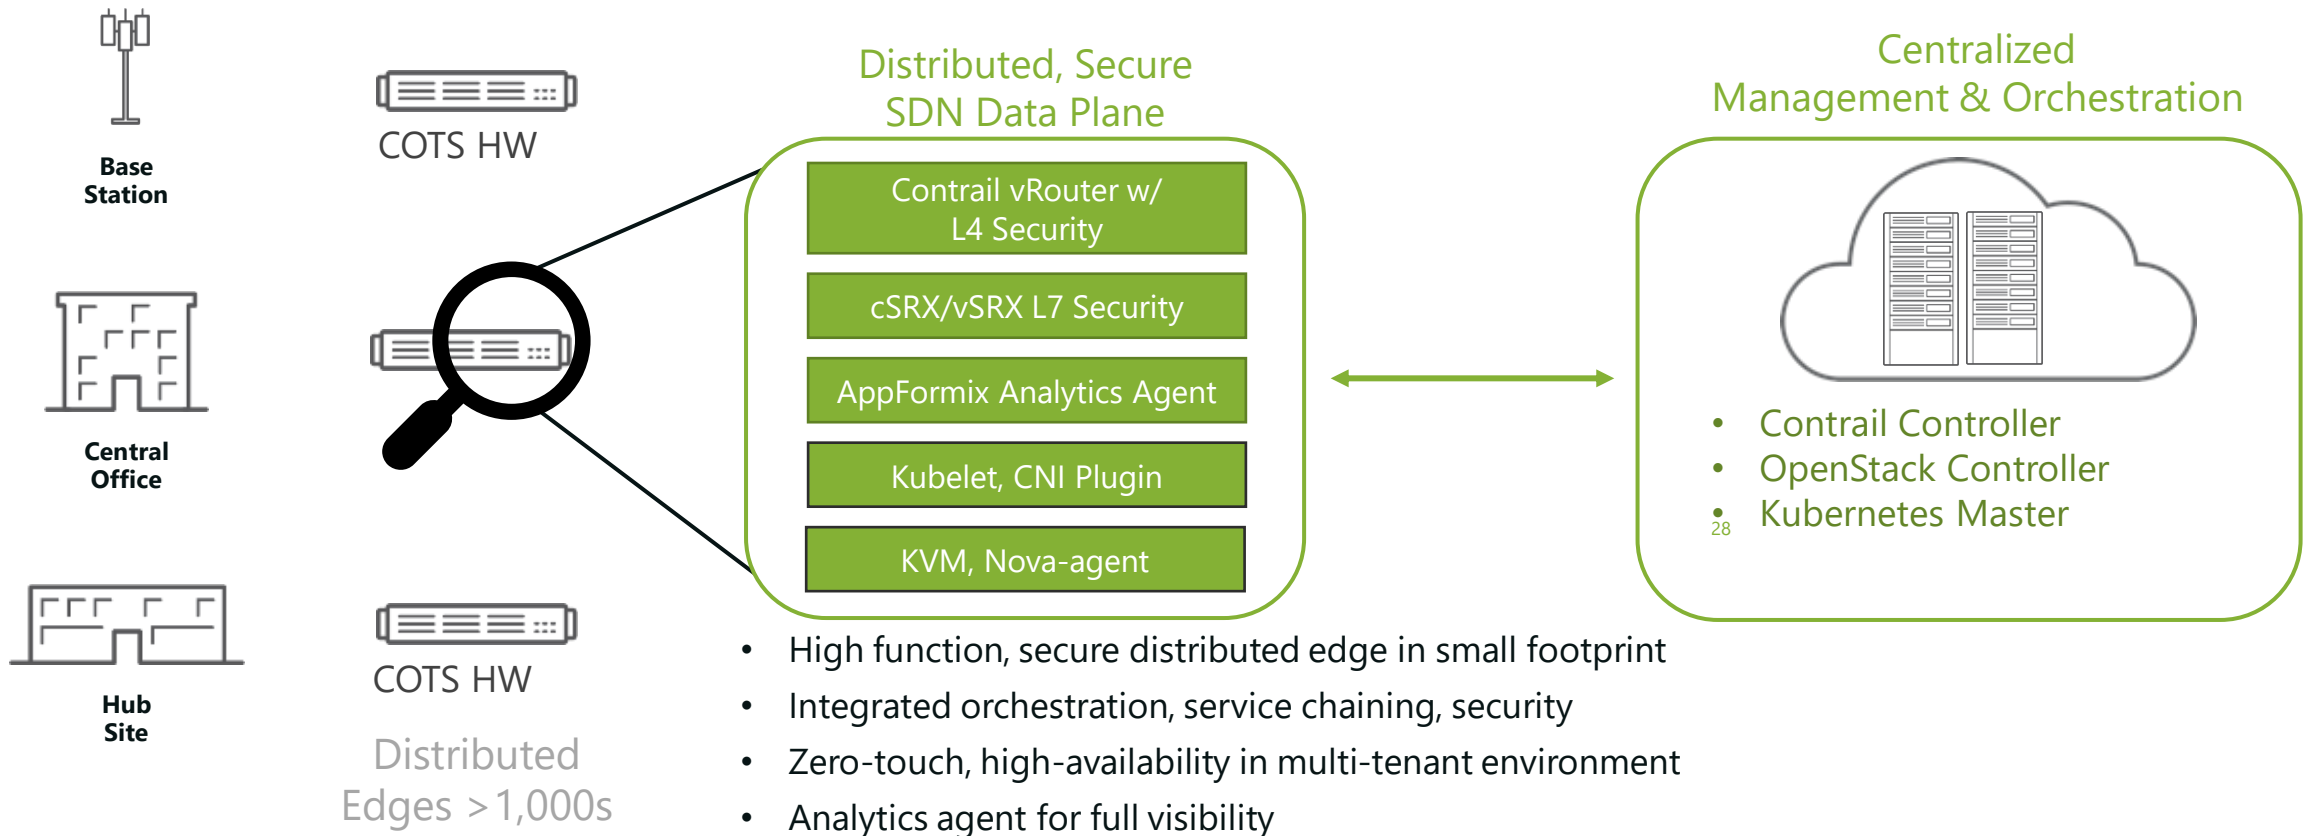 Base
Station
COTS HW
Central
Office
Hub
Site
COTS HW
Distributed
Edges >1,000s
Distributed, Secure
SDN Data Plane
Contrail vRouter w/
L4 Security
cSRX/vSRX L7 Security
AppFormix Analytics Agent
Kubelet, CNI Plugin
KVM, Nova-agent
• High function, secure distributed edge in small footprint
• Integrated orchestration, service chaining, security
• Zero-touch, high-availability in multi-tenant environment
• Analytics agent for full visibility
Centralized
Management & Orchestration
• Contrail Controller
• OpenStack Controller
• Kubernetes Master
28